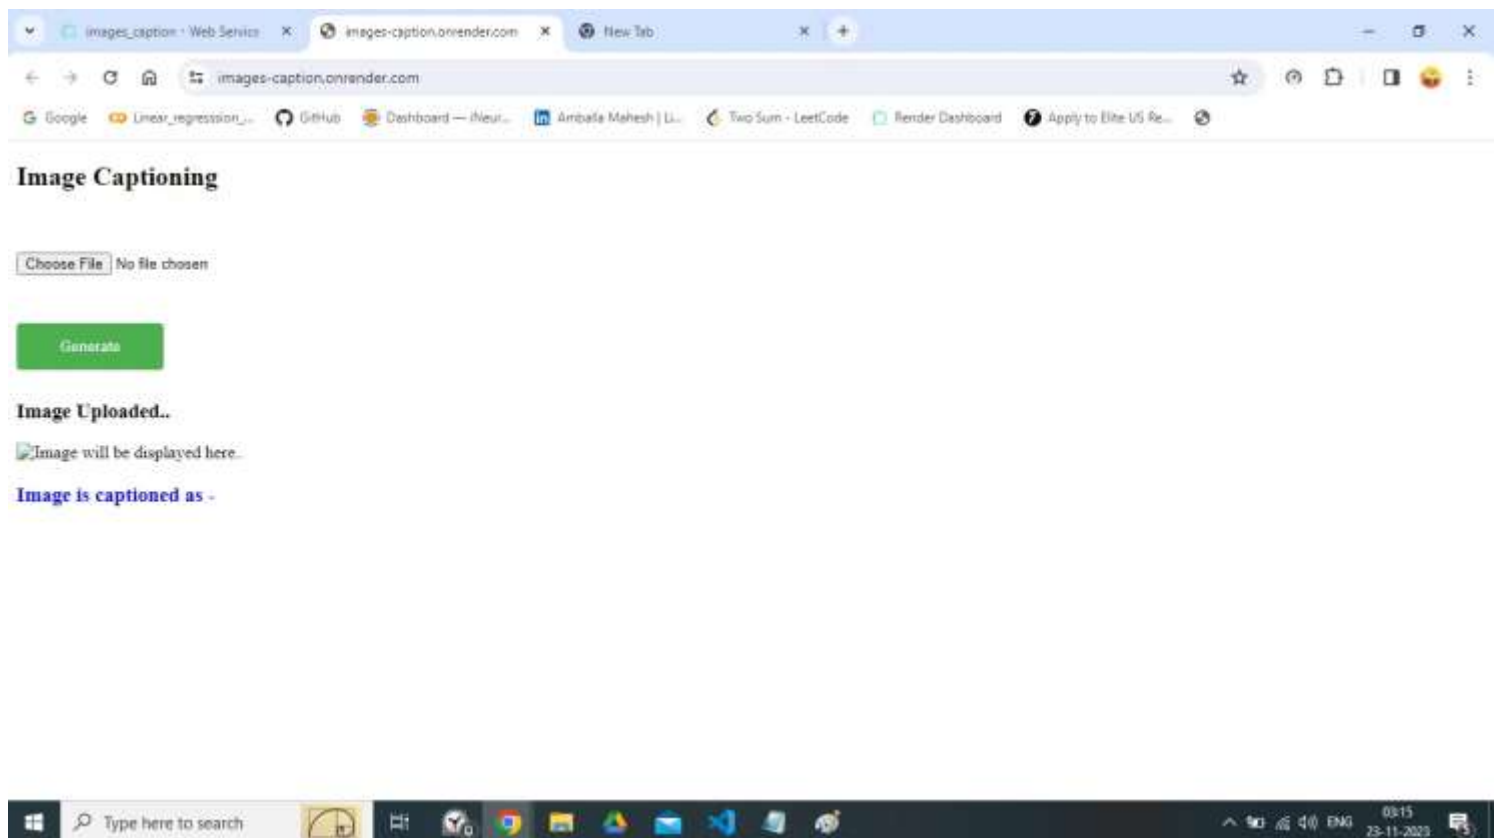 images_caption · Web Service
images-caption.onrender.com
New Tab
images-caption.onrender.com
Google
Linear_regresssion_...
GitHub
Dashboard — iNeur...
Amballa Mahesh | Li...
Two Sum - LeetCode
Render Dashboard
Apply to Elite US Re...
Image Captioning
Choose File No file chosen
Generate
Image Uploaded..
Image will be displayed here..
Image is captioned as -
Type here to search
ENG
03:15
23-11-2023